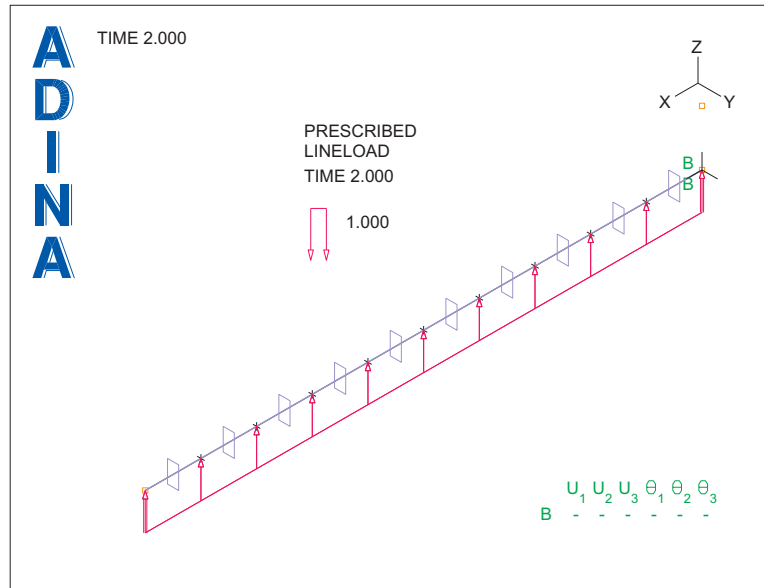 ADINA
TIME 2.000
Z
X Y
PRESCRIBED
LINELOAD
TIME 2.000
1.000
B
B
U₁ U₂ U₃ θ₁ θ₂ θ₃
B - - - - - -